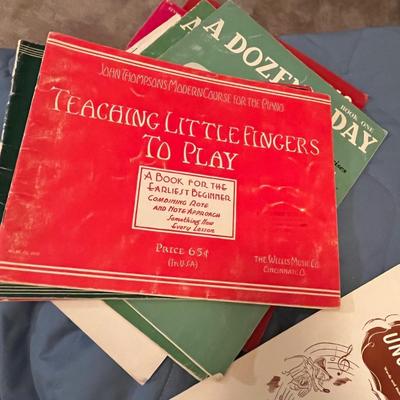 JOHN THOMPSON'S MODERN COURSE FOR THE PIANO
TEACHING LITTLE FINGERS
TO PLAY
A BOOK FOR THE
EARLIEST BEGINNER
COMBINING ROTE
AND NOTE APPROACH
Something New
Every Lesson
PRICE 65¢
(IN U.S.A.)
THE WILLIS MUSIC CO.
CINCINNATI, O.
A DOZEN
A
DAY
BOOK ONE
UN